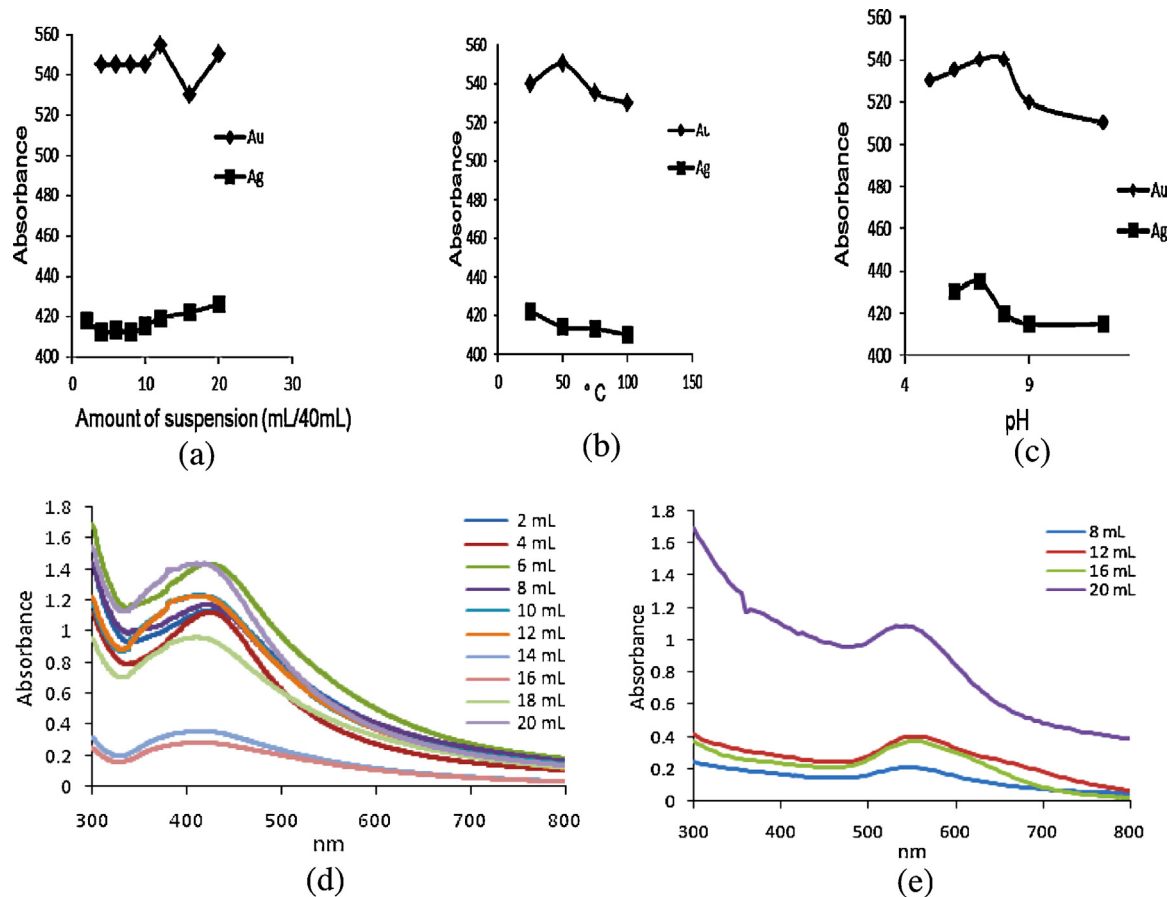 560
540
520
500
480
460
440
420
400
Absorbance
0 10 20 30
Amount of suspension (mL/40mL)
Au
Ag
(a)
560
540
520
500
480
460
440
420
400
Absorbance
0 50 100 150
°C
Au
Ag
(b)
560
540
520
500
480
460
440
420
400
Absorbance
4 9
pH
Au
Ag
(c)
1.8
1.6
1.4
1.2
1
0.8
0.6
0.4
0.2
0
Absorbance
300 400 500 600 700 800
nm
2 mL
4 mL
6 mL
8 mL
10 mL
12 mL
14 mL
16 mL
18 mL
20 mL
(d)
1.8
1.6
1.4
1.2
1
0.8
0.6
0.4
0.2
0
Absorbance
300 400 500 600 700 800
nm
8 mL
12 mL
16 mL
20 mL
(e)